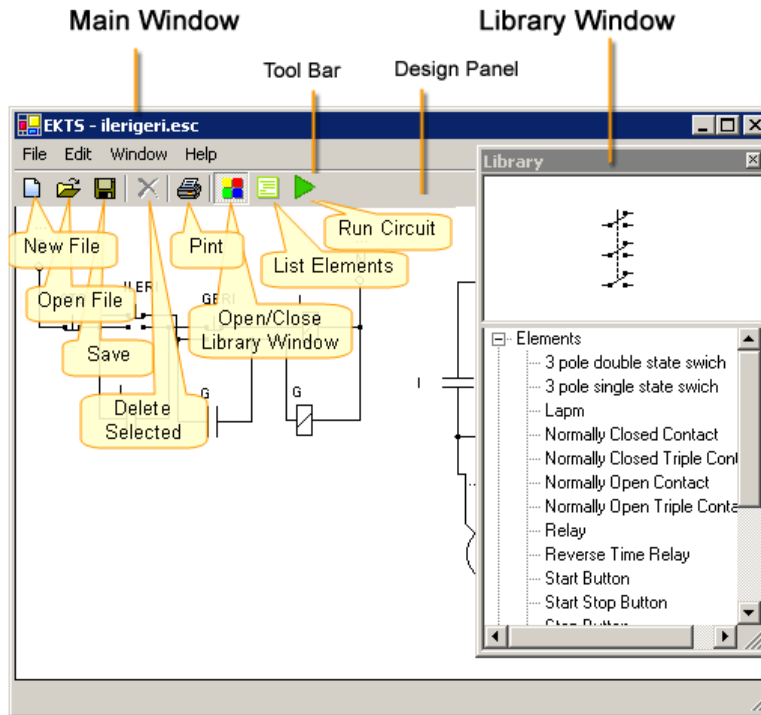 Main Window
Library Window
Tool Bar
Design Panel
EKTS - ilerigeri.esc
File Edit Window Help
Library
New File
Pint
Run Circuit
List Elements
Open File
GERI
Open/Close
Library Window
Save
Delete
Selected
G
G
I
Elements
3 pole double state swich
3 pole single state swich
Lapm
Normally Closed Contact
Normally Closed Triple Cont
Normally Open Contact
Normally Open Triple Conta
Relay
Reverse Time Relay
Start Button
Start Stop Button
Stop Button